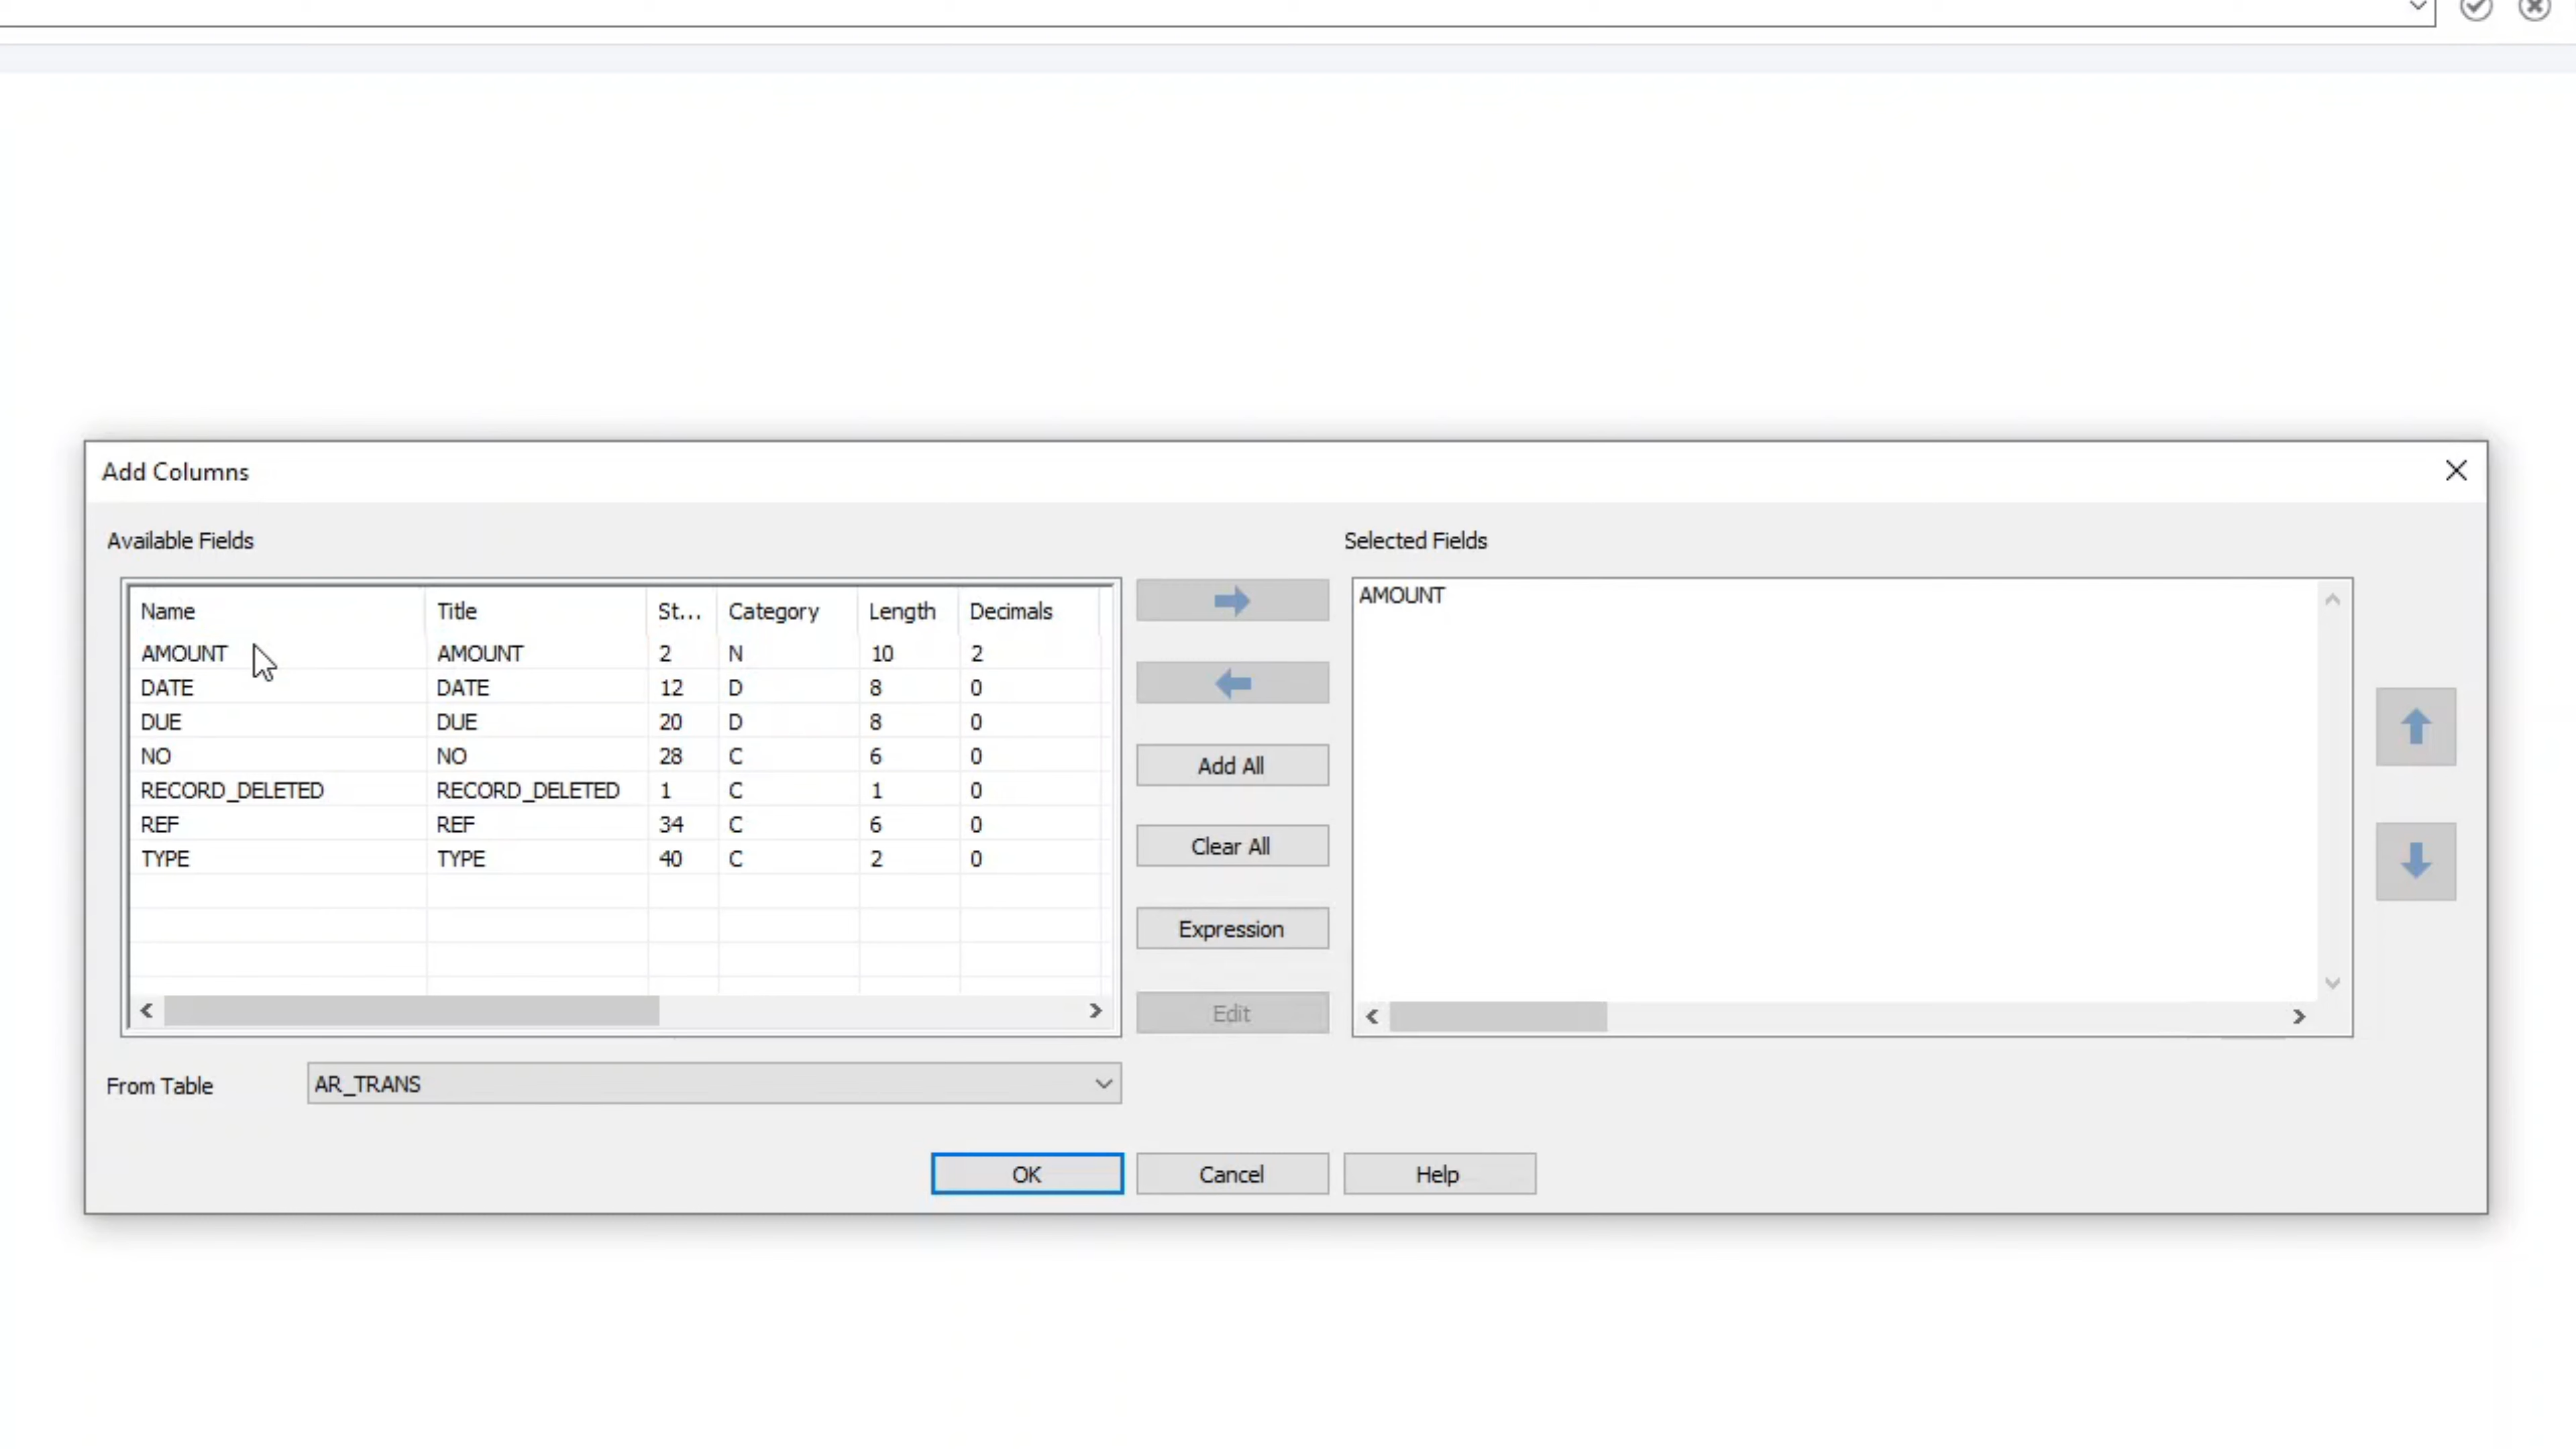 Add Columns
Available Fields
Selected Fields
Name Title St... Category Length Decimals
AMOUNT AMOUNT 2 N 10 2
DATE DATE 12 D 8 0
DUE DUE 20 D 8 0
NO NO 28 C 6 0
RECORD_DELETED RECORD_DELETED 1 C 1 0
REF REF 34 C 6 0
TYPE TYPE 40 C 2 0
Add All
Clear All
Expression
Edit
AMOUNT
From Table AR_TRANS
OK Cancel Help